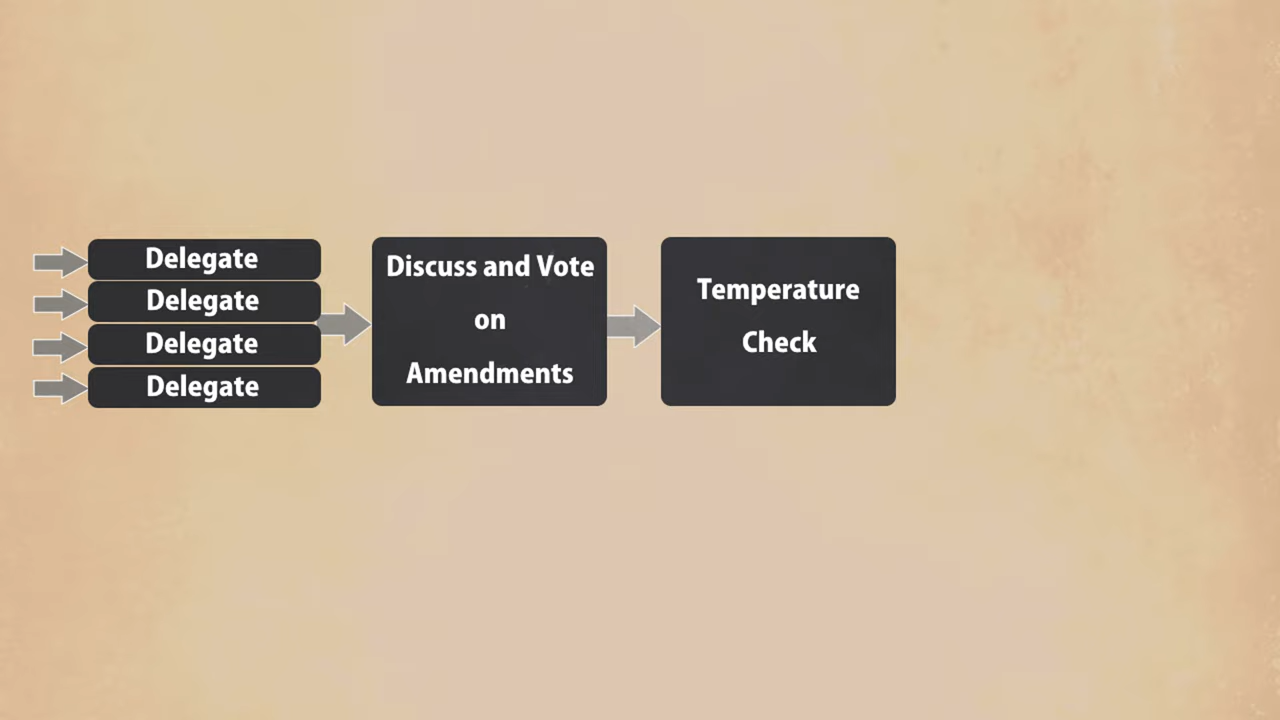 Delegate
Delegate
Delegate
Delegate
Discuss and Vote
on
Amendments
Temperature
Check